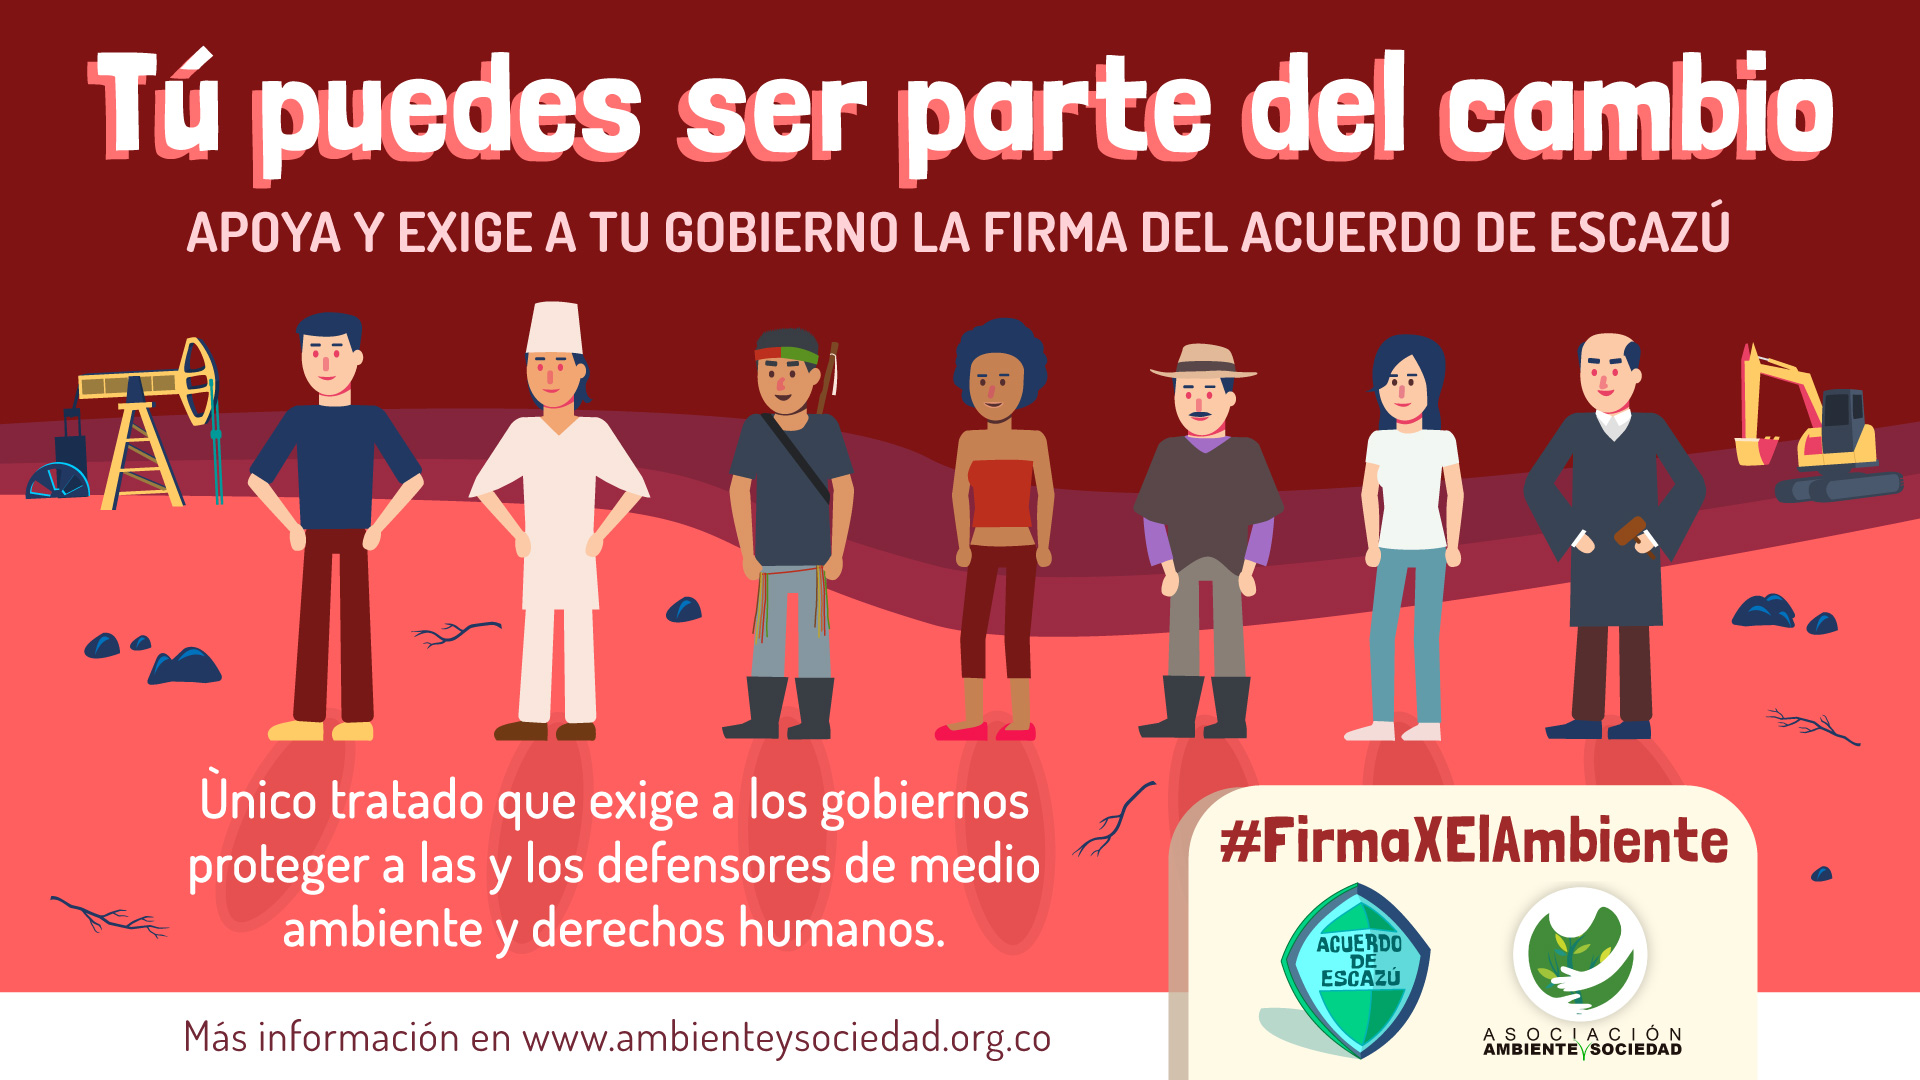 Tú puedes ser parte del cambio
APOYA Y EXIGE A TU GOBIERNO LA FIRMA DEL ACUERDO DE ESCAZÚ
Ùnico tratado que exige a los gobiernos
proteger a las y los defensores de medio
ambiente y derechos humanos.
#FirmaXElAmbiente
ACUERDO
DE
ESCAZÚ
ASOCIACIÓN
AMBIENTE Y SOCIEDAD
Más información en www.ambienteysociedad.org.co